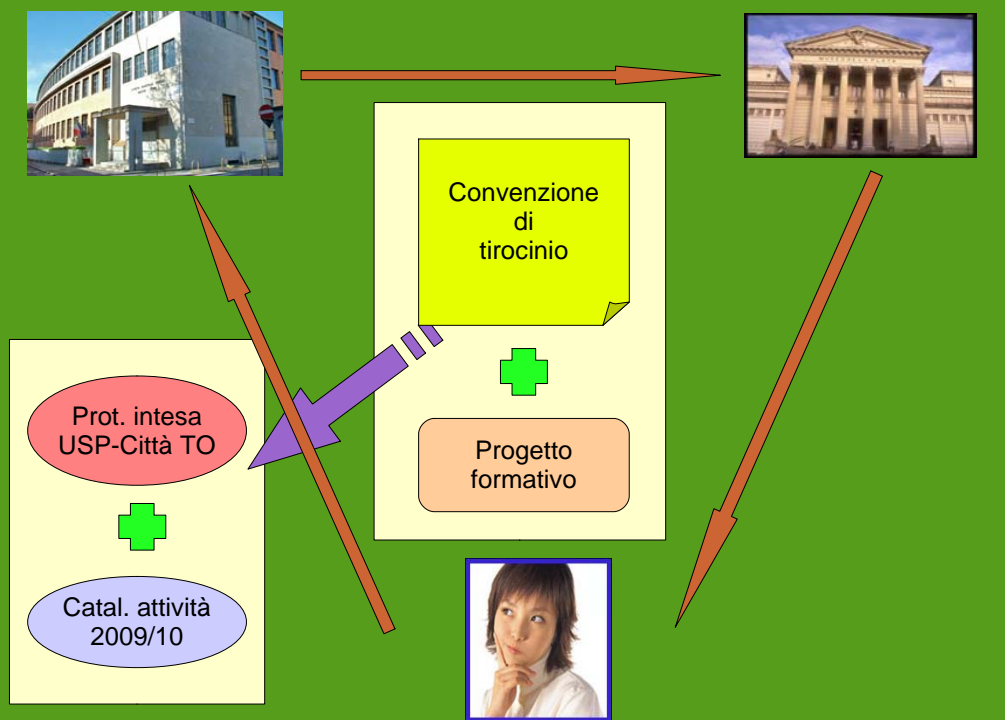 Convenzione
di
tirocinio
Progetto
formativo
Prot. intesa
USP-Città TO
Catal. attività
2009/10